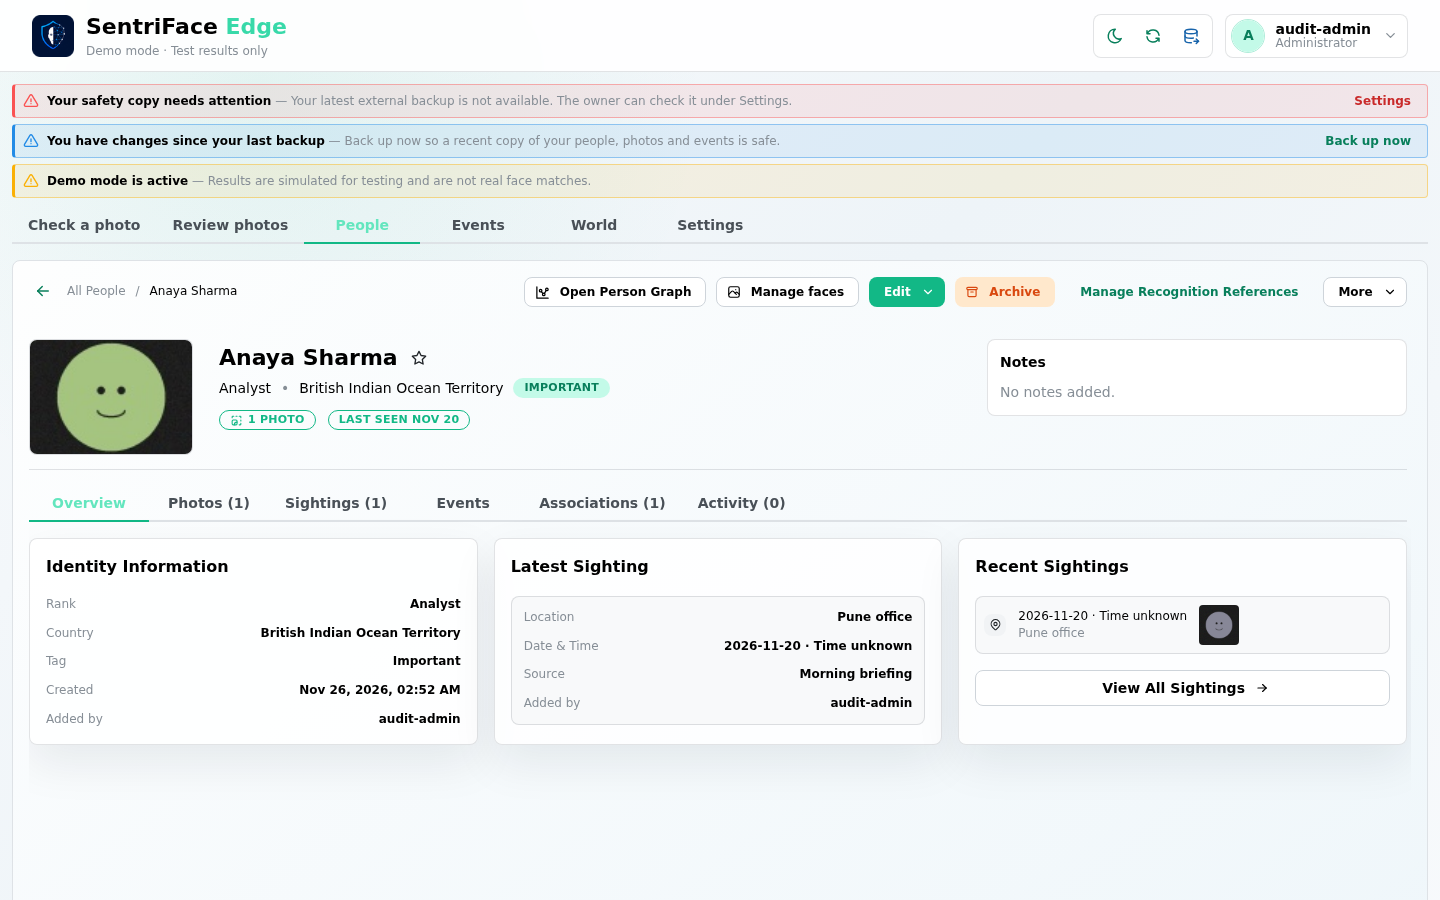 SentriFace Edge
Demo mode · Test results only
A
audit-admin
Administrator
Your safety copy needs attention — Your latest external backup is not available. The owner can check it under Settings.
Settings
You have changes since your last backup — Back up now so a recent copy of your people, photos and events is safe.
Back up now
Demo mode is active — Results are simulated for testing and are not real face matches.
Check a photo
Review photos
People
Events
World
Settings
All People / Anaya Sharma
Open Person Graph
Manage faces
Edit
Archive
Manage Recognition References
More
Anaya Sharma
Analyst • British Indian Ocean Territory IMPORTANT
1 PHOTO
LAST SEEN NOV 20
Notes
No notes added.
Overview
Photos (1)
Sightings (1)
Events
Associations (1)
Activity (0)
Identity Information
Rank Analyst
Country British Indian Ocean Territory
Tag Important
Created Nov 26, 2026, 02:52 AM
Added by audit-admin
Latest Sighting
Location Pune office
Date & Time 2026-11-20 · Time unknown
Source Morning briefing
Added by audit-admin
Recent Sightings
2026-11-20 · Time unknown
Pune office
View All Sightings